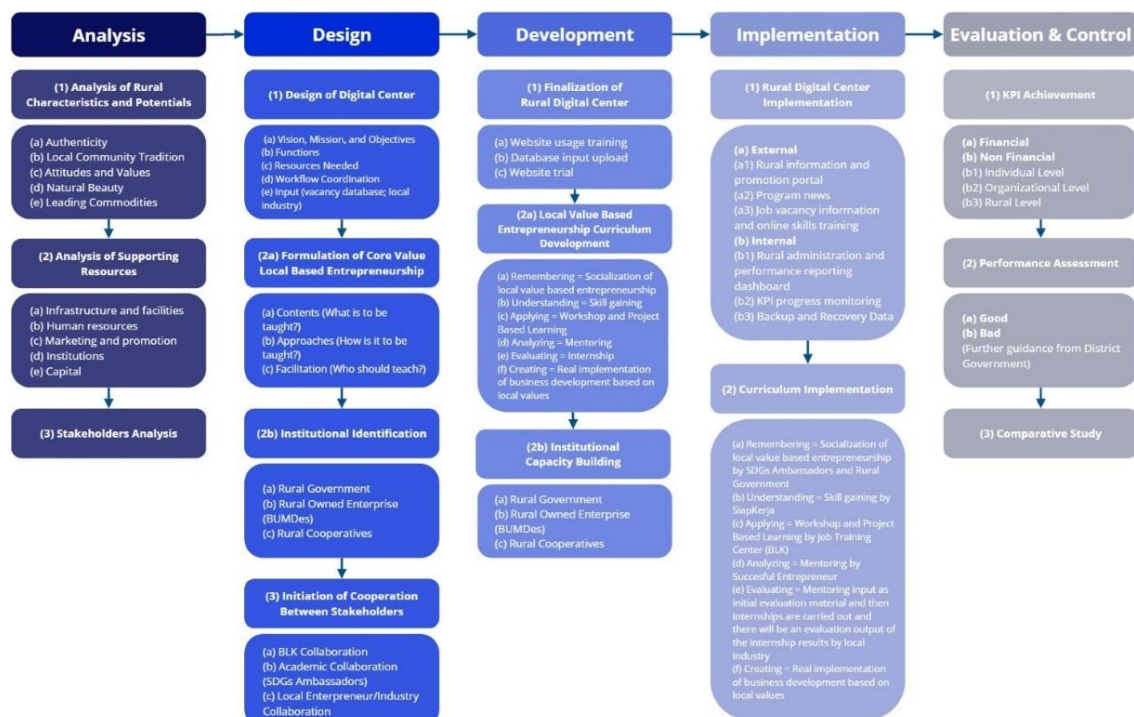 Analysis
Design
Development
Implementation
Evaluation & Control
(1) Analysis of Rural
Characteristics and Potentials
(a) Authenticity
(b) Local Community Tradition
(c) Attitudes and Values
(d) Natural Beauty
(e) Leading Commodities
(2) Analysis of Supporting
Resources
(a) Infrastructure and facilities
(b) Human resources
(c) Marketing and promotion
(d) Institutions
(e) Capital
(3) Stakeholders Analysis
(1) Design of Digital Center
(a) Vision, Mission, and Objectives
(b) Functions
(c) Resources Needed
(d) Workflow Coordination
(e) Input (vacancy database; local
industry)
(2a) Formulation of Core Value
Local Based Entrepreneurship
(a) Contents (What is to be
taught?)
(b) Approaches (How is it to be
taught?)
(c) Facilitation (Who should teach?)
(2b) Institutional Identification
(a) Rural Government
(b) Rural Owned Enterprise
(BUMDes)
(c) Rural Cooperatives
(3) Initiation of Cooperation
Between Stakeholders
(a) BLK Collaboration
(b) Academic Collaboration
(SDGs Ambassadors)
(c) Local Enterpreneur/Industry
Collaboration
(1) Finalization of
Rural Digital Center
(a) Website usage training
(b) Database input upload
(c) Website trial
(2a) Local Value Based
Entrepreneurship Curriculum
Development
(a) Remembering = Socialization of
local value based entrepreneurship
(b) Understanding = Skill gaining
(c) Applying = Workshop and Project
Based Learning
(d) Analyzing = Mentoring
(e) Evaluating = Internship
(f) Creating = Real implementation
of business development based on
local values
(2b) Institutional
Capacity Building
(a) Rural Government
(b) Rural Owned Enterprise
(BUMDes)
(c) Rural Cooperatives
(1) Rural Digital Center
Implementation
(a) External
(a1) Rural information and
promotion portal
(a2) Program news
(a3) Job vacancy information
and online skills training
(b) Internal
(b1) Rural administration and
performance reporting
dashboard
(b2) KPI progress monitoring
(b3) Backup and Recovery Data
(2) Curriculum Implementation
(a) Remembering = Socialization of
local value based entrepreneurship
by SDGs Ambassadors and Rural
Government
(b) Understanding = Skill gaining by
SiapKerja
(c) Applying = Workshop and Project
Based Learning by Job Training
Center (BLK)
(d) Analyzing = Mentoring by
Succesful Entrepreneur
(e) Evaluating = Mentoring input as
initial evaluation material and then
internships are carried out and
there will be an evaluation output of
the internship results by local
industry
(f) Creating = Real implementation
of business development based on
local values
(1) KPI Achievement
(a) Financial
(b) Non Financial
(b1) Individual Level
(b2) Organizational Level
(b3) Rural Level
(2) Performance Assessment
(a) Good
(b) Bad
(Further guidance from District
Government)
(3) Comparative Study